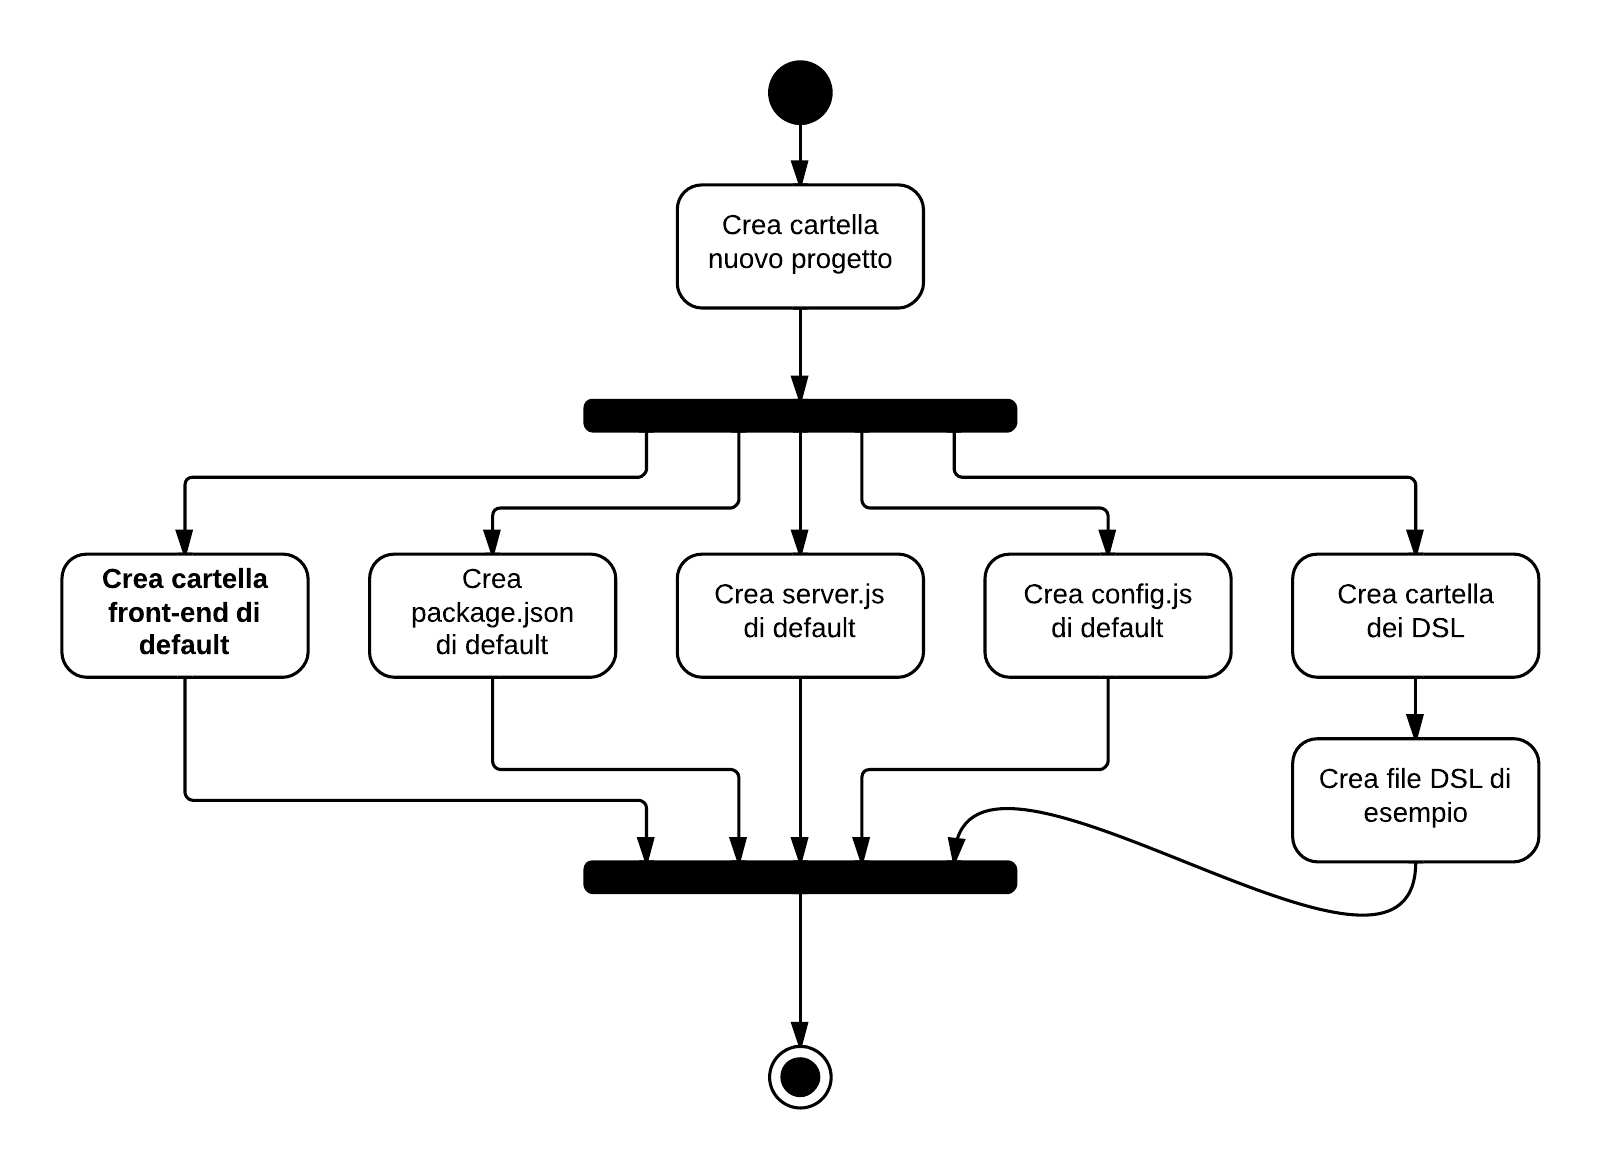 Crea cartella
nuovo progetto
Crea cartella
front-end di
default
Crea
package.json
di default
Crea server.js
di default
Crea config.js
di default
Crea cartella
dei DSL
Crea file DSL di
esempio